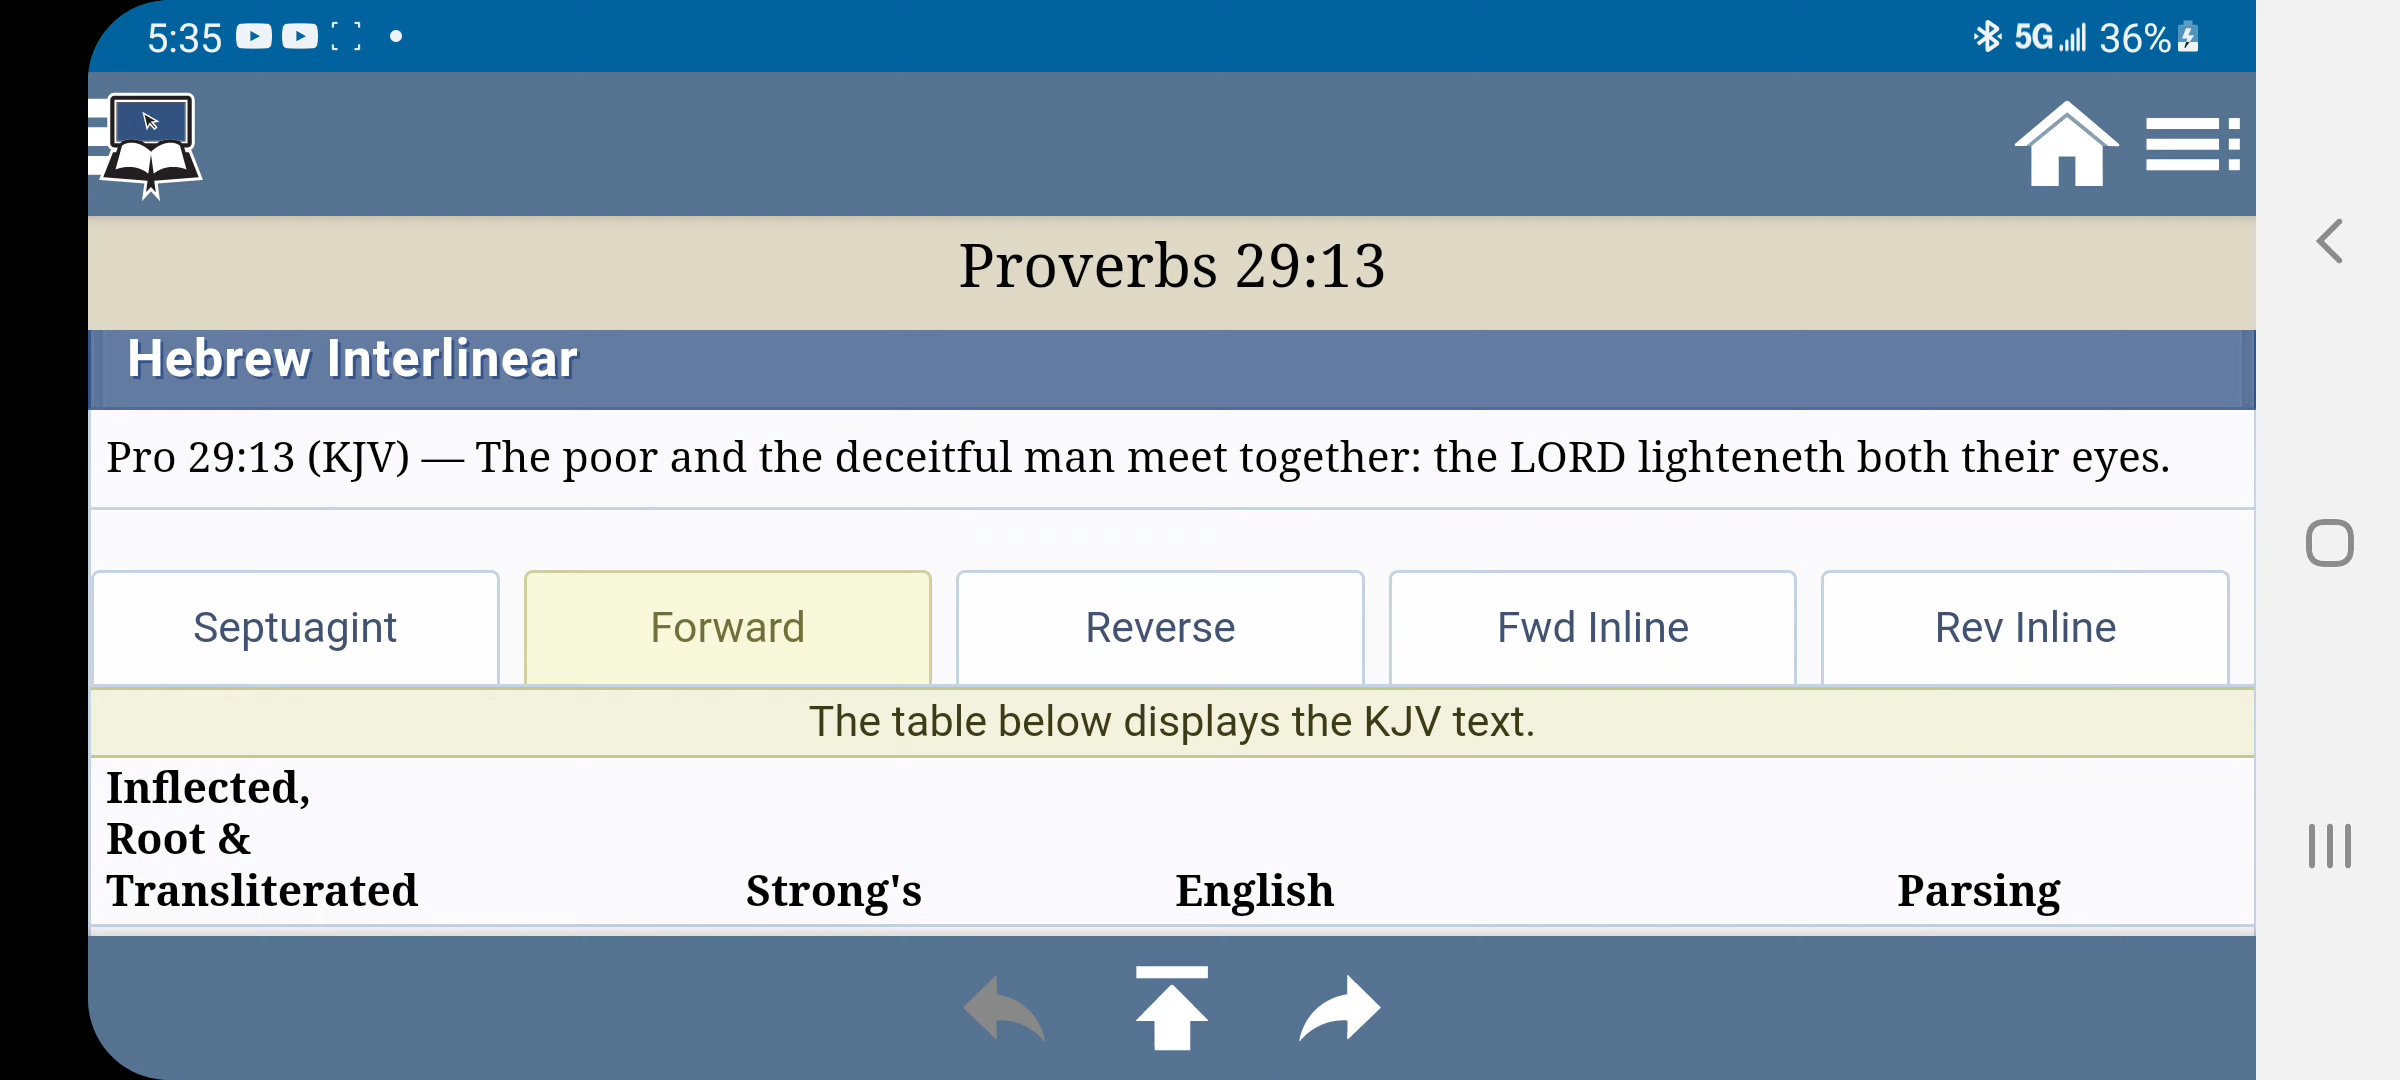 5:35 5G 36%
Proverbs 29:13
Hebrew Interlinear
Pro 29:13 (KJV) — The poor and the deceitful man meet together: the LORD lighteneth both their eyes.
Septuagint Forward Reverse Fwd Inline Rev Inline
The table below displays the KJV text.
Inflected,
Root &
Transliterated Strong's English Parsing